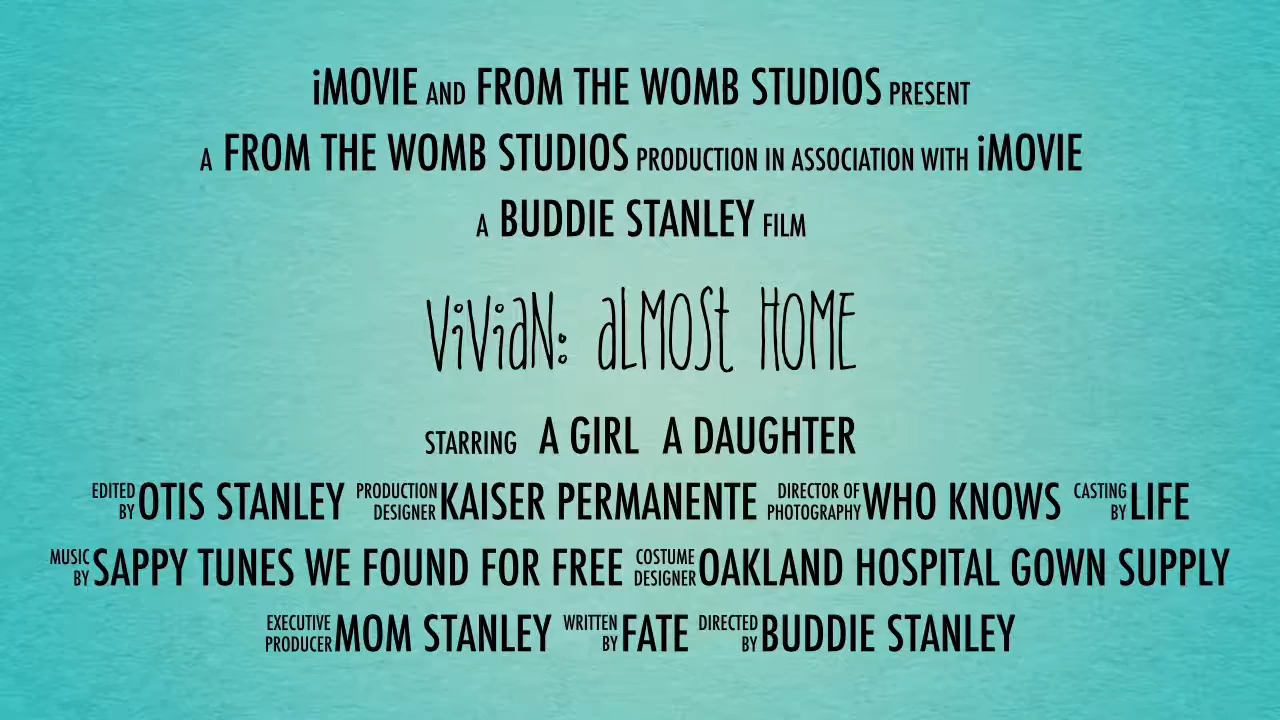 iMOVIE AND FROM THE WOMB STUDIOS PRESENT
A FROM THE WOMB STUDIOS PRODUCTION IN ASSOCIATION WITH iMOVIE
A BUDDIE STANLEY FILM
ViViaN: aLMOSt HOME
STARRING A GIRL A DAUGHTER
EDITED BY OTIS STANLEY PRODUCTION DESIGNER KAISER PERMANENTE DIRECTOR OF PHOTOGRAPHY WHO KNOWS CASTING BY LIFE
MUSIC BY SAPPY TUNES WE FOUND FOR FREE COSTUME DESIGNER OAKLAND HOSPITAL GOWN SUPPLY
EXECUTIVE PRODUCER MOM STANLEY WRITTEN BY FATE DIRECTED BY BUDDIE STANLEY